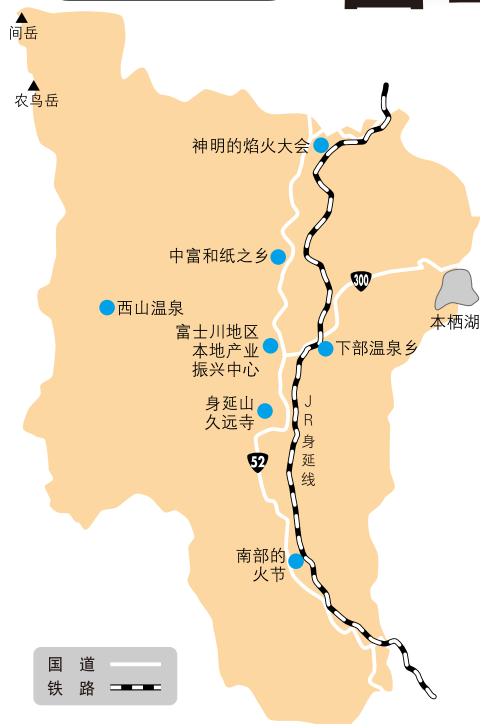 间岳
农鸟岳
神明的焰火大会
中富和纸之乡
300
西山温泉
本栖湖
富士川地区
本地产业
振兴中心
下部温泉乡
身延山
久远寺
JR身延线
52
南部的
火节
国 道
铁 路